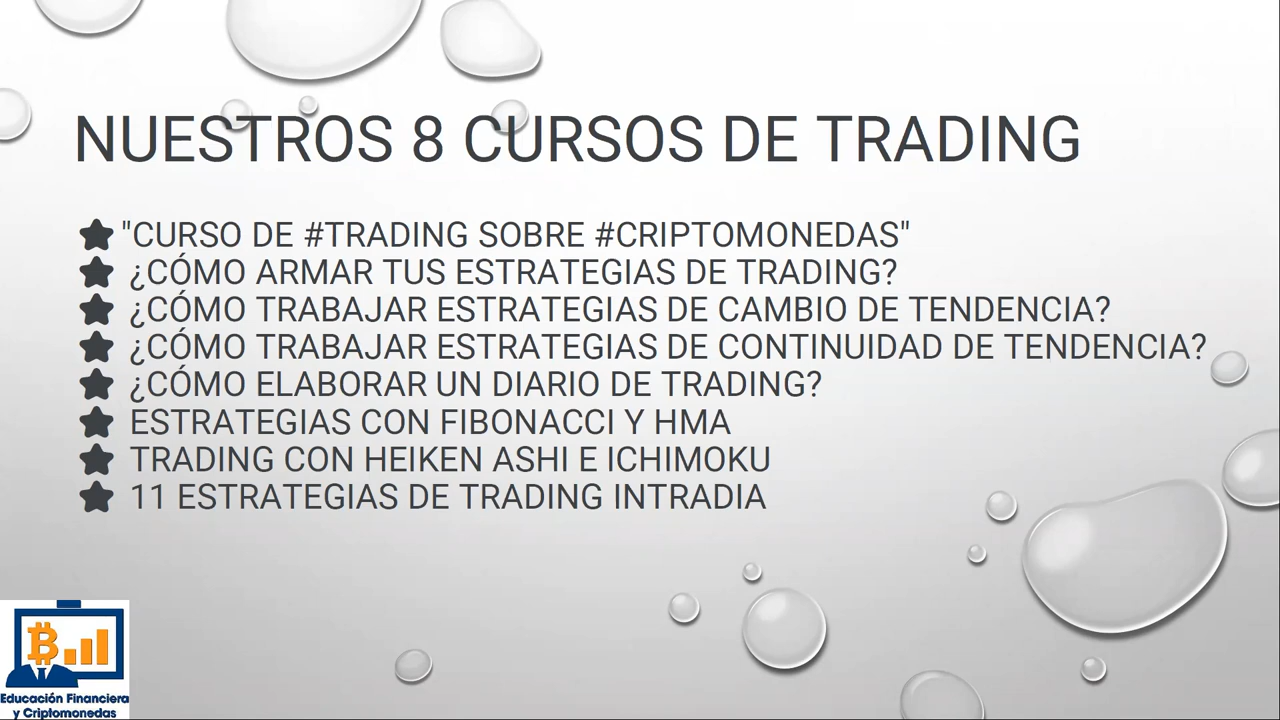 NUESTROS 8 CURSOS DE TRADING
"CURSO DE #TRADING SOBRE #CRIPTOMONEDAS"
¿CÓMO ARMAR TUS ESTRATEGIAS DE TRADING?
¿CÓMO TRABAJAR ESTRATEGIAS DE CAMBIO DE TENDENCIA?
¿CÓMO TRABAJAR ESTRATEGIAS DE CONTINUIDAD DE TENDENCIA?
¿CÓMO ELABORAR UN DIARIO DE TRADING?
ESTRATEGIAS CON FIBONACCI Y HMA
TRADING CON HEIKEN ASHI E ICHIMOKU
11 ESTRATEGIAS DE TRADING INTRADIA
Educación Financiera
y Criptomonedas